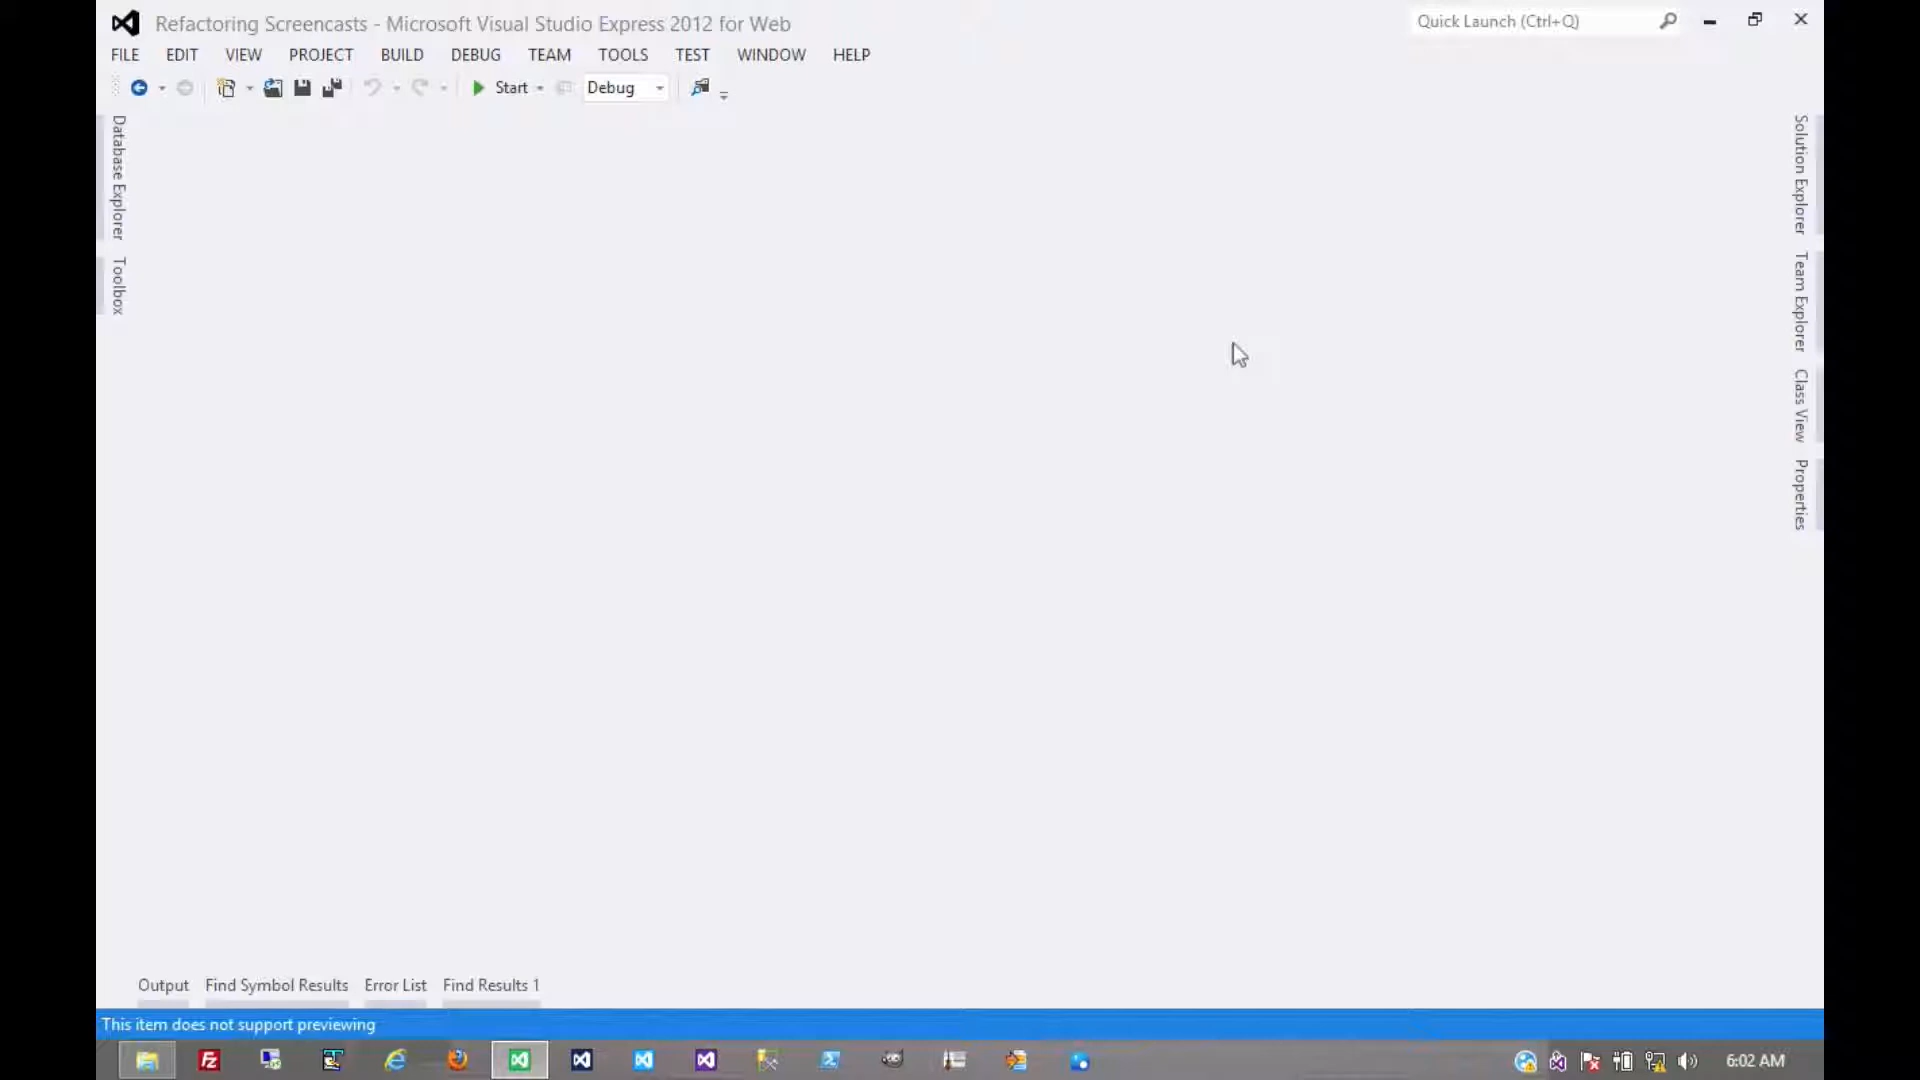 Refactoring Screencasts - Microsoft Visual Studio Express 2012 for Web
Quick Launch (Ctrl+Q)
FILE EDIT VIEW PROJECT BUILD DEBUG TEAM TOOLS TEST WINDOW HELP
Start Debug
Database Explorer
Toolbox
Solution Explorer
Team Explorer
Class View
Properties
Output Find Symbol Results Error List Find Results 1
This item does not support previewing
6:02 AM